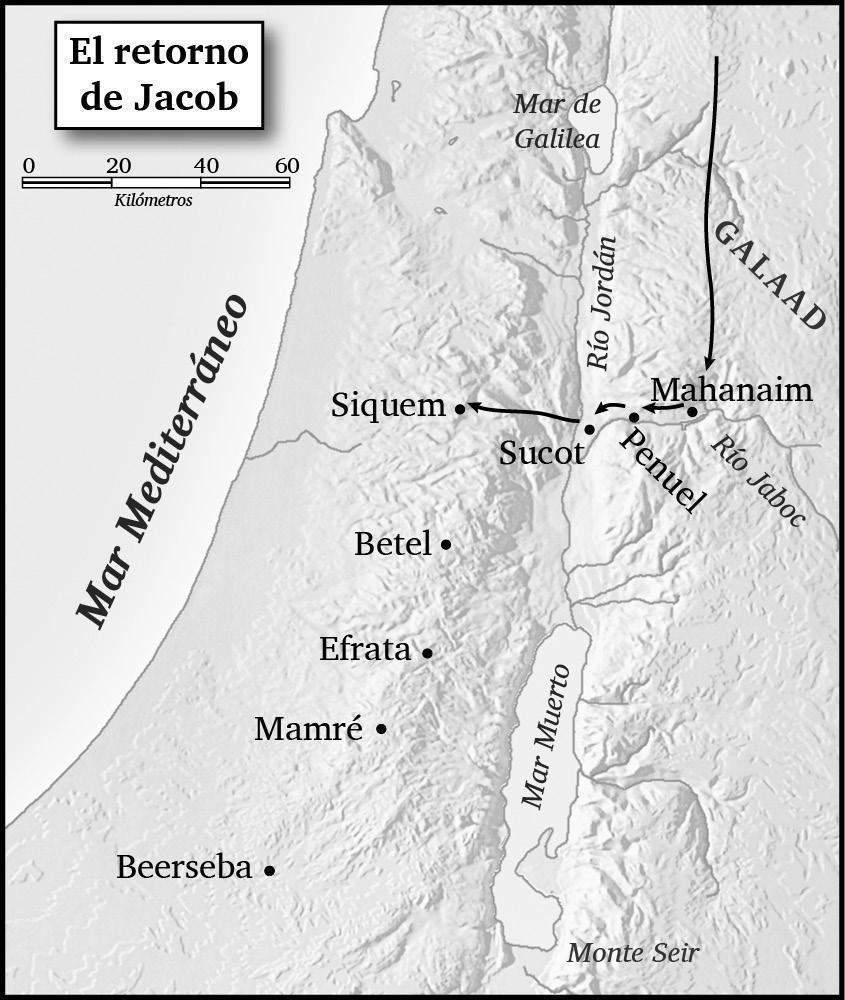 El retorno
de Jacob
0 20 40 60
Kilómetros
Mar de
Galilea
GALAAD
Río Jordán
Mar Mediterráneo
Mahanaim
Siquem
Sucot
Penuel
Río Jaboc
Betel
Efrata
Mar Muerto
Mamré
Beerseba
Monte Seir